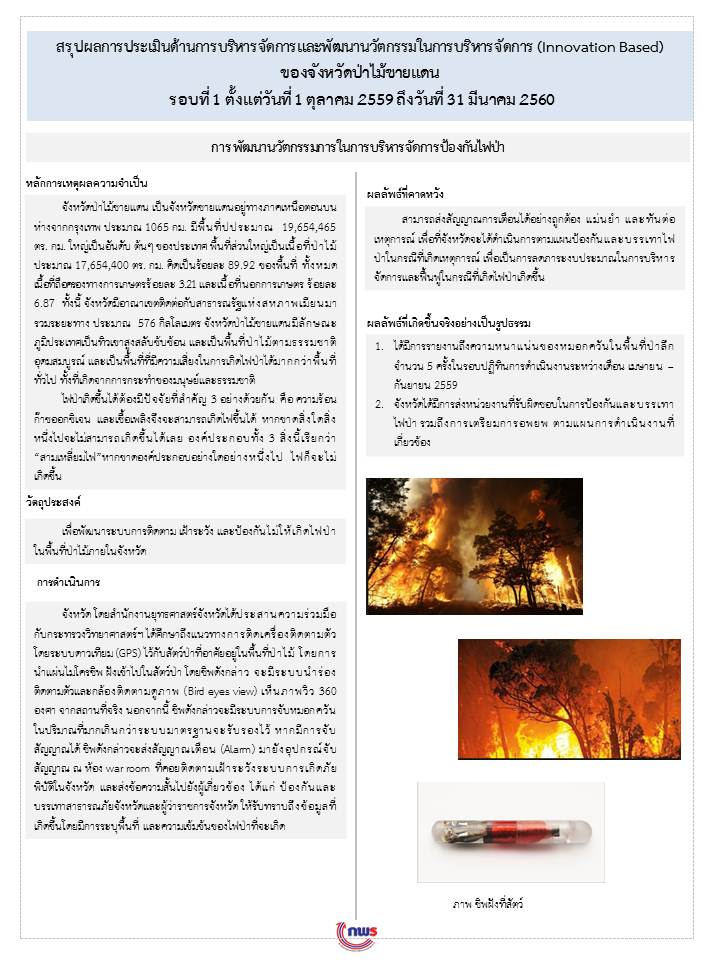 สรุปผลการประเมินด้านการบริหารจัดการและพัฒนานวัตกรรมในการบริหารจัดการ (Innovation Based)
ของจังหวัดป่าไม้ชายแดน
รอบที่ 1 ตั้งแต่วันที่ 1 ตุลาคม 2559 ถึงวันที่ 31 มีนาคม 2560
การพัฒนานวัตกรรมภารในการบริหารจัดการป้องกันไฟป่า
หลักการเหตุผลความจำเป็น
จังหวัดป่าไม้ชายแดน เป็นจังหวัดชายแดนอยู่ทางภาคเหนือตอนบน
ห่างจากกรุงเทพ ประมาณ 1065 กม. มีพื้นที่ปประมาณ 19,654,465
ตร. กม. ใหญ่เป็นอันดับ ต้นๆ ของประเทศ พื้นที่ส่วนใหญ่เป็นเนื้อที่ป่าไม้
ประมาณ 17,654,400 ตร. กม. คิดเป็นร้อยละ 89.92 ของพื้นที่ ทั้งหมด
เนื้อที่ถือครองทางการเกษตรร้อยละ 3.21 และเนื้อที่นอกการเกษตร ร้อยละ
6.87 ทั้งนี้ จังหวัดมีอาณาเขตติดต่อกับสาธารณรัฐแห่งสหภาพเมียนมา
รวมระยะทาง ประมาณ 576 กิกลโลเมตร จังหวัดป่าไม้ชายแดนมีลักษณะ
ภูมิประเทศเป็นทิวเขาสูงสลับซับซ้อน และเป็นพื้นที่ป่าไม้ตามธรรมชาติ
อุดมสมบูรณ์ และเป็นพื้นที่ที่มีความเสี่ยงในการเกิดไฟป่าได้มากกว่าพื้นที่
ทั่วไป ทั้งที่เกิดจากการกระทำของมนุษย์และธรรมชาติ
ไฟป่าเกิดขึ้นได้ต้องมีปัจจัยที่สำคัญ 3 อย่างด้วยกัน คือ ความร้อน
ก๊าซออกซิเจน และเชื้อเพลิงจึงจะสามารถเกิดไฟขึ้นได้ หากขาดสิ่งใดสิ่ง
หนึ่งไปจะไม่สามารถเกิดขึ้นได้เลย องค์ประกอบทั้ง 3 สิ่งนี้เรียกว่า
“สามเหลี่ยมไฟ”หากขาดองค์ประกอบอย่างใดอย่างหนึ่งไป ไฟก็จะไม่
เกิดขึ้น
วัตถุประสงค์
เพื่อพัฒนาระบบการติดตาม เฝ้าระวัง และป้องกันไม่ให้เกิดไฟป่า
ในพื้นที่ป่าไม้ภายในจังหวัด
การดำเนินการ
จังหวัด โดยสำนักงานยุทธศาสตร์จังหวัดได้ประสานความร่วมมือ
กับกระทรวงวิทยาศาสตร์ฯ ได้ศึกษาถึงแนวทางการติดเครื่องติดตามตัว
โดยระบบดาวเทียม (GPS) ไว้กับสัตว์ป่าที่อาศัยอยู่ในพื้นที่ป่าไม้ โดยการ
นำแผ่นไมโครชิพ ฝังเข้าไปในสัตว์ป่า โดยชิพดังกล่าว จะมีระบบนำร่อง
ติดตามตัวและกล้องติดตามดูภาพ (Bird eyes view) เห็นภาพวิว 360
องศา จากสถานที่จริง นอกจากนี้ ชิพดังกล่าวจะมีระบบการจับหมอกควัน
ในปริมาณที่มากเกินกว่าระบบมาตรฐานจะรับรองไว้ หากมีการจับ
สัญญาณได้ ชิพดังกล่าวจะส่งสัญญาณเตือน (Alarm) มายังอุปกรณ์จับ
สัญญาณ ณ ห้อง war room ที่คอยติดตามเฝ้าระวังระบบการเกิดภัย
พิบัติในจังหวัด และส่งข้อความสั้นไปยังผู้เกี่ยวข้อง ได้แก่ ป้องกันและ
บรรเทาสาธารณภัยจังหวัดและผู้ว่าราชการจังหวัด ให้รับทราบถึงข้อมูลที่
เกิดขึ้นโดยมีการระบุพื้นที่ และความเข้มข้นของไฟป่าที่จะเกิด
ผลลัพธ์ที่คาดหวัง
สามารถส่งสัญญาณการเตือนได้อย่างถูกต้อง แม่นยำ และทันต่อ
เหตุการณ์ เพื่อที่จังหวัดจะได้ดำเนินการตามแผนป้องกันและบรรเทาไฟ
ป่าในกรณีที่เกิดเหตุการณ์ เพื่อเป็นการลดภาระงบประมาณในการบริหาร
จัดการและฟื้นฟูในกรณีที่เกิดไฟป่าเกิดขึ้น
ผลลัพธ์ที่เกิดขึ้นจริงอย่างเป็นรูปธรรม
1. ได้มีการรายงานถึงความหนาแน่นของหมอกควันในพื้นที่ป่าลึก
จำนวน 5 ครั้งในรอบปฏิทินการดำเนินงานระหว่างเดือน เมษายน –
กันยายน 2559
2. จังหวัดได้มีการส่งหน่วยงานที่รับผิดชอบในการป้องกันและบรรเทา
ไฟป่า รวมถึงการเตรียมการอพยพ ตามแผนการดำเนินงานที่
เกี่ยวข้อง
ภาพ ชิพฝังที่สัตว์
กพร